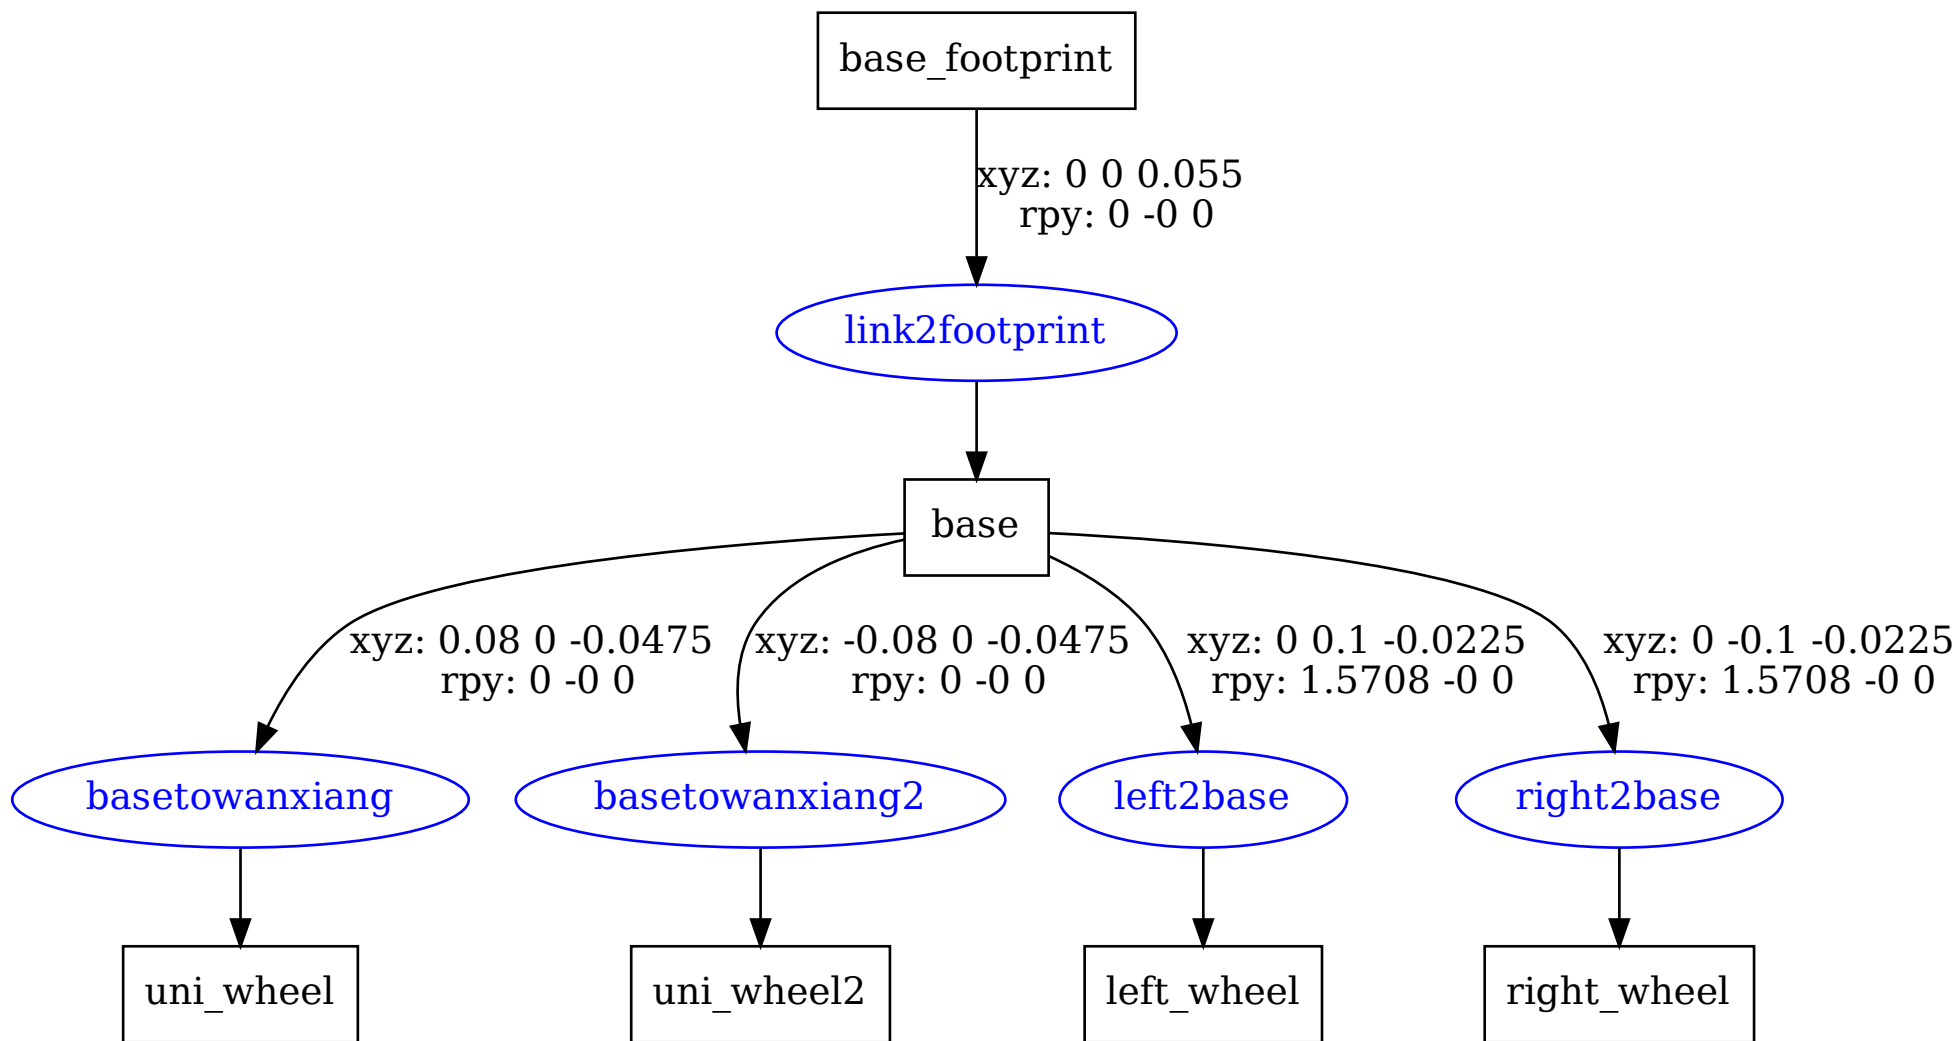 base_footprint
xyz: 0 0 0.055
rpy: 0 -0 0
link2footprint
base
xyz: 0.08 0 -0.0475
rpy: 0 -0 0
xyz: -0.08 0 -0.0475
rpy: 0 -0 0
xyz: 0 0.1 -0.0225
rpy: 1.5708 -0 0
xyz: 0 -0.1 -0.0225
rpy: 1.5708 -0 0
basetowanxiang
basetowanxiang2
left2base
right2base
uni_wheel
uni_wheel2
left_wheel
right_wheel